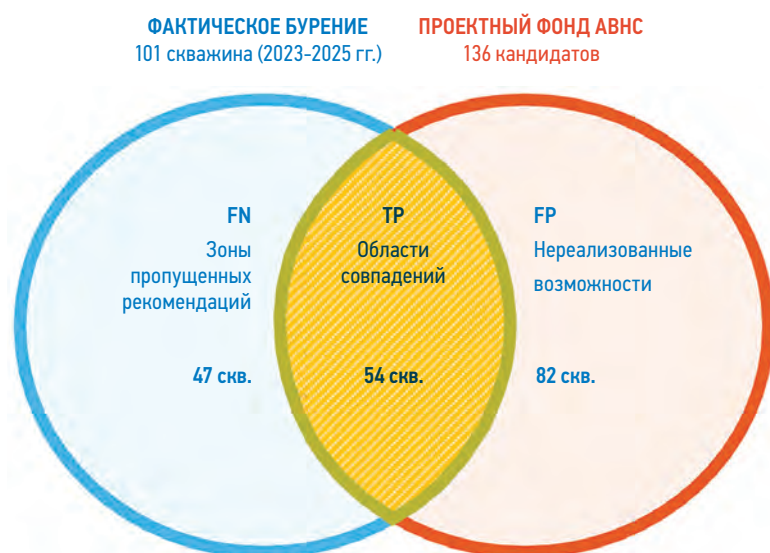 ФАКТИЧЕСКОЕ БУРЕНИЕ
101 скважина (2023-2025 гг.)
ПРОЕКТНЫЙ ФОНД АВНС
136 кандидатов
FN
Зоны
пропущенных
рекомендаций
47 скв.
TP
Области
совпадений
54 скв.
FP
Нереализованные
возможности
82 скв.